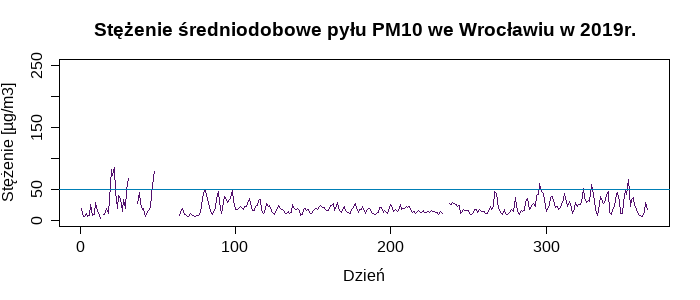 Stężenie średniodobowe pyłu PM10 we Wrocławiu w 2019r.
Stężenie [µg/m3]
250
150
50
0
0 100 200 300
Dzień